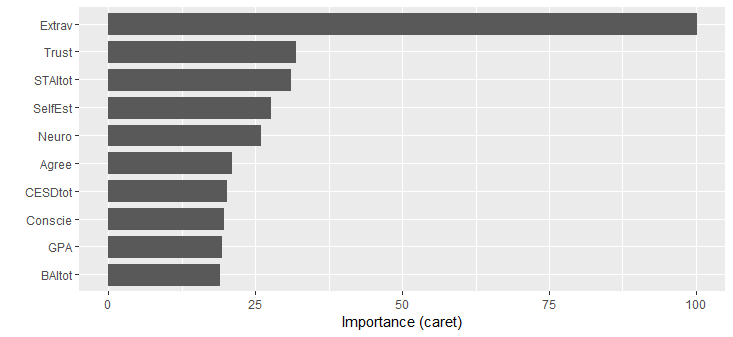 Extrav
Trust
STAItot
SelfEst
Neuro
Agree
CESDtot
Conscie
GPA
BAItot
0 25 50 75 100
Importance (caret)